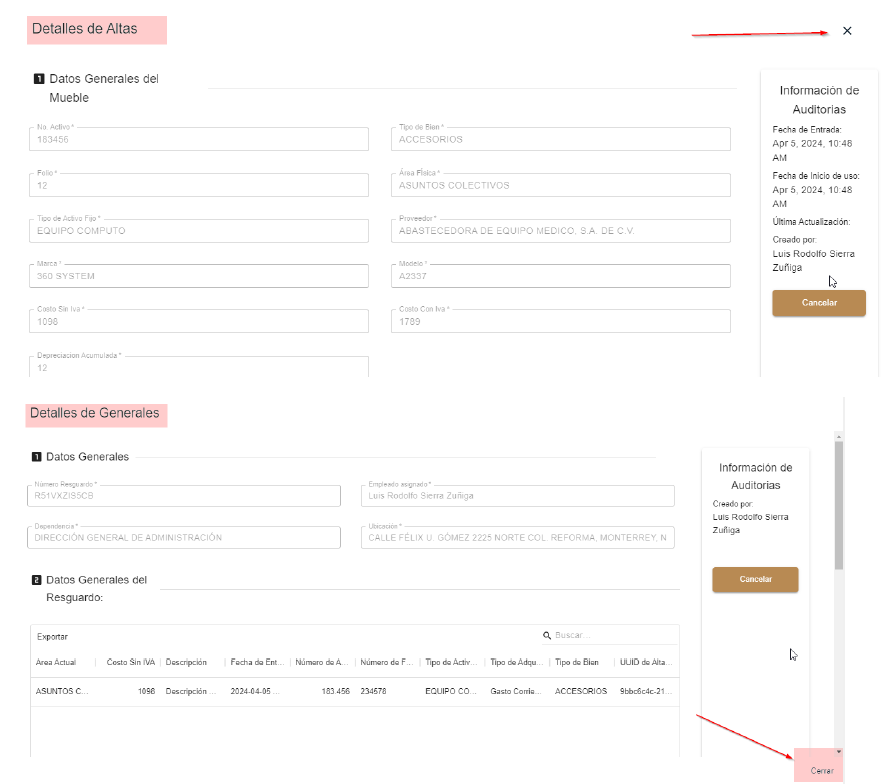 Detalles de Altas
1 Datos Generales del
Mueble
No. Activo *
183456
Tipo de Bien *
ACCESORIOS
Folio *
12
Área Física *
ASUNTOS COLECTIVOS
Tipo de Activo Fijo *
EQUIPO COMPUTO
Proveedor *
ABASTECEDORA DE EQUIPO MEDICO, S.A. DE C.V.
Marca *
360 SYSTEM
Modelo *
A2337
Costo Sin Iva *
1098
Costo Con Iva *
1789
Depreciacion Acumulada *
12
Información de
Auditorias
Fecha de Entrada:
Apr 5, 2024, 10:48
AM
Fecha de Inicio de uso:
Apr 5, 2024, 10:48
AM
Última Actualización:
Creado por:
Luis Rodolfo Sierra
Zuñiga
Cancelar
Detalles de Generales
1 Datos Generales
Número Resguardo *
R51VXZIS5CB
Empleado asignado *
Luis Rodolfo Sierra Zuñiga
Dependencia *
DIRECCIÓN GENERAL DE ADMINISTRACIÓN
Ubicación *
CALLE FÉLIX U. GÓMEZ 2225 NORTE COL. REFORMA, MONTERREY, N
2 Datos Generales del
Resguardo:
Exportar
Buscar...
Area Actual Costo Sin IVA Descripción Fecha de Ent... Número de A... Número de F... Tipo de Activ... Tipo de Adqu... Tipo de Bien UUID de Alta...
ASUNTOS C... 1098 Descripción ... 2024-04-05... 183.456 234578 EQUIPO CO... Gasto Corrie... ACCESORIOS 9bbc6c4c-21...
Información de
Auditorias
Creado por:
Luis Rodolfo Sierra
Zuñiga
Cancelar
Cerrar